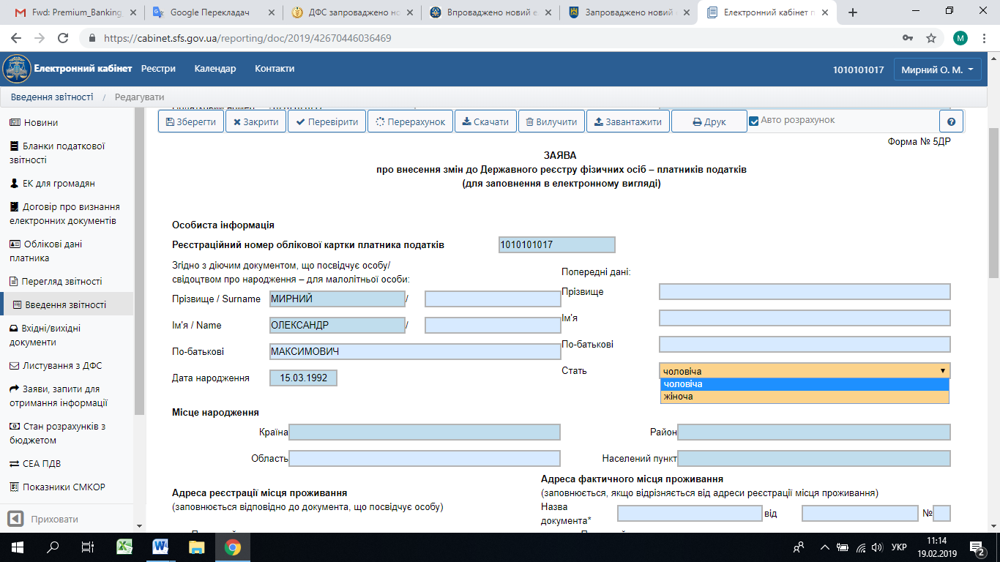 Fwd: Premium_Banking
Google Перекладач
ДФС запроваджено но
Впроваджено новий е
Запроваджено новий
Електронний кабінет п
https://cabinet.sfs.gov.ua/reporting/doc/2019/42670446036469
M
Електронний кабінет Реєстри Календар Контакти
1010101017 Мирний О. М.
Введення звітності / Редагувати
Новини
Бланки податкової
звітності
ЕК для громадян
Договір про визнання
електронних документів
Облікові дані
платника
Перегляд звітності
Введення звітності
Вхідні/вихідні
документи
Листування з ДФС
Заяви, запити для
отримання інформації
Стан розрахунків з
бюджетом
СЕА ПДВ
Показники СМКОР
Приховати
Зберегти Закрити Перевірити Перерахунок Скачати Вилучити Завантажити Друк Авто розрахунок
Форма № 5ДР
ЗАЯВА
про внесення змін до Державного реєстру фізичних осіб – платників податків
(для заповнення в електронному вигляді)
Особиста інформація
Реєстраційний номер облікової картки платника податків 1010101017
Згідно з діючим документом, що посвідчує особу/
свідоцтвом про народження – для малолітньої особи:
Попередні дані:
Прізвище / Surname МИРНИЙ /
Прізвище
Ім'я / Name ОЛЕКСАНДР /
Ім'я
По-батькові МАКСИМОВИЧ
По-батькові
Дата народження 15.03.1992
Стать чоловіча
чоловіча
жіноча
Місце народження
Країна
Район
Область
Населений пункт
Адреса реєстрації місця проживання
(заповнюється відповідно до документа, що посвідчує особу)
Адреса фактичного місця проживання
(заповнюється, якщо відрізняється від адреси реєстрації місця проживання)
Назва
документа*
від
№
УКР
11:14
19.02.2019
2